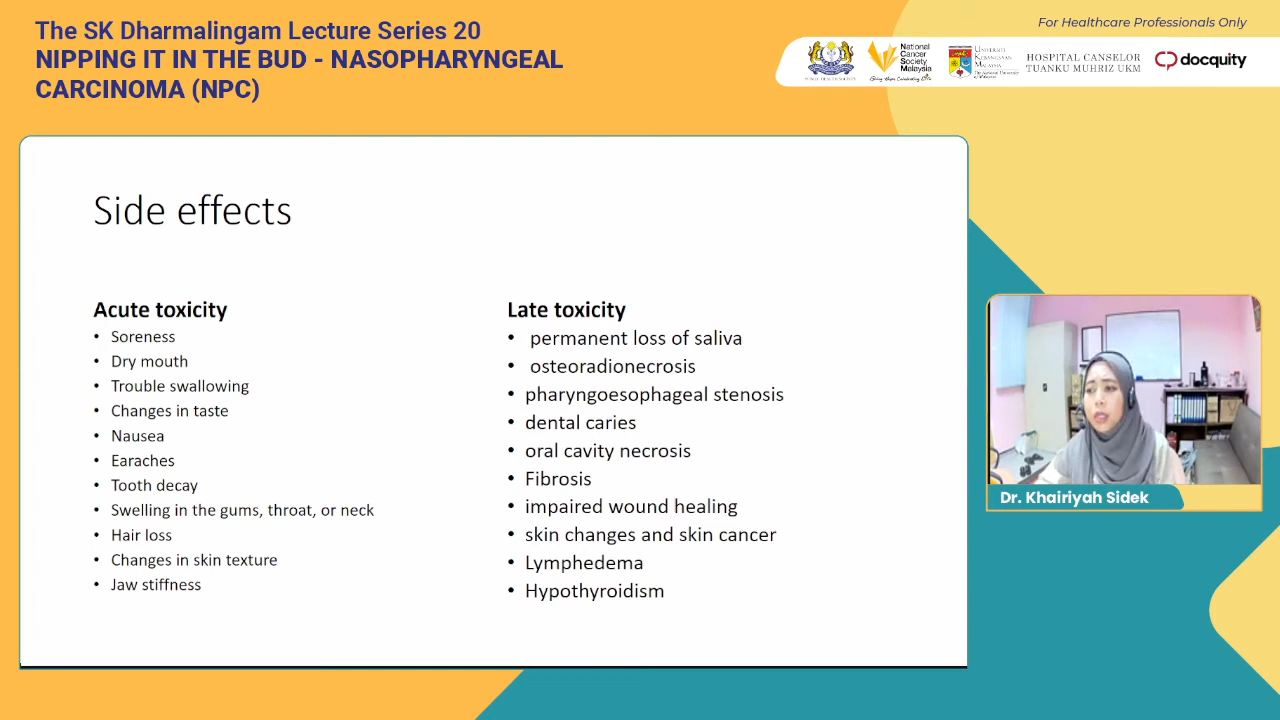 The SK Dharmalingam Lecture Series 20
NIPPING IT IN THE BUD - NASOPHARYNGEAL
CARCINOMA (NPC)
For Healthcare Professionals Only
National
Cancer
Society
Malaysia
UNIVERSITI
KEBANGSAAN
MALAYSIA
HOSPITAL CANSELOR
TUANKU MUHRIZ UKM
docquity
Side effects
Acute toxicity
• Soreness
• Dry mouth
• Trouble swallowing
• Changes in taste
• Nausea
• Earaches
• Tooth decay
• Swelling in the gums, throat, or neck
• Hair loss
• Changes in skin texture
• Jaw stiffness
Late toxicity
• permanent loss of saliva
• osteoradionecrosis
• pharyngoesophageal stenosis
• dental caries
• oral cavity necrosis
• Fibrosis
• impaired wound healing
• skin changes and skin cancer
• Lymphedema
• Hypothyroidism
Dr. Khairiyah Sidek